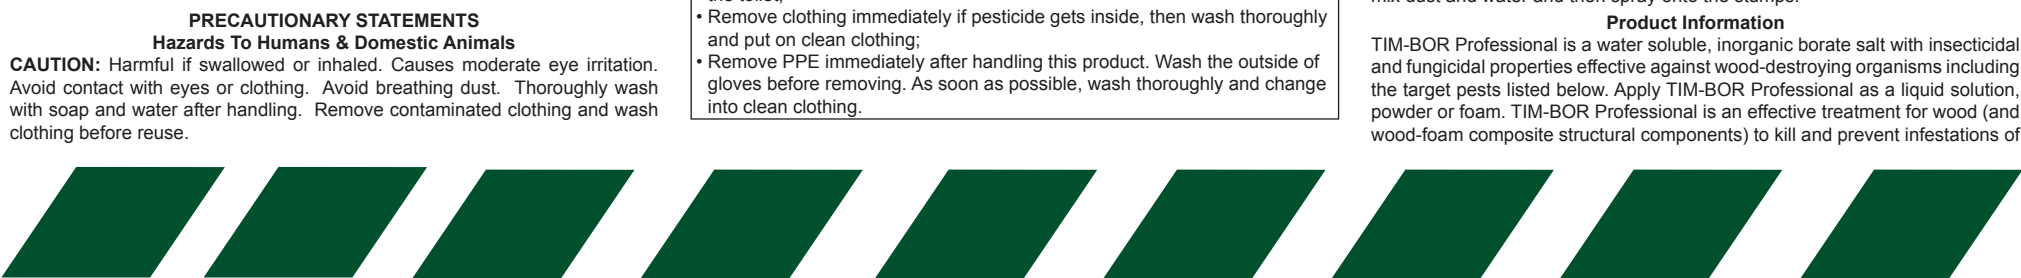 PRECAUTIONARY STATEMENTS
Hazards To Humans & Domestic Animals
CAUTION: Harmful if swallowed or inhaled. Causes moderate eye irritation.
Avoid contact with eyes or clothing. Avoid breathing dust. Thoroughly wash
with soap and water after handling. Remove contaminated clothing and wash
clothing before reuse.
• Remove clothing immediately if pesticide gets inside, then wash thoroughly
and put on clean clothing;
• Remove PPE immediately after handling this product. Wash the outside of
gloves before removing. As soon as possible, wash thoroughly and change
into clean clothing.
Product Information
TIM-BOR Professional is a water soluble, inorganic borate salt with insecticidal
and fungicidal properties effective against wood-destroying organisms including
the target pests listed below. Apply TIM-BOR Professional as a liquid solution,
powder or foam. TIM-BOR Professional is an effective treatment for wood (and
wood-foam composite structural components) to kill and prevent infestations of